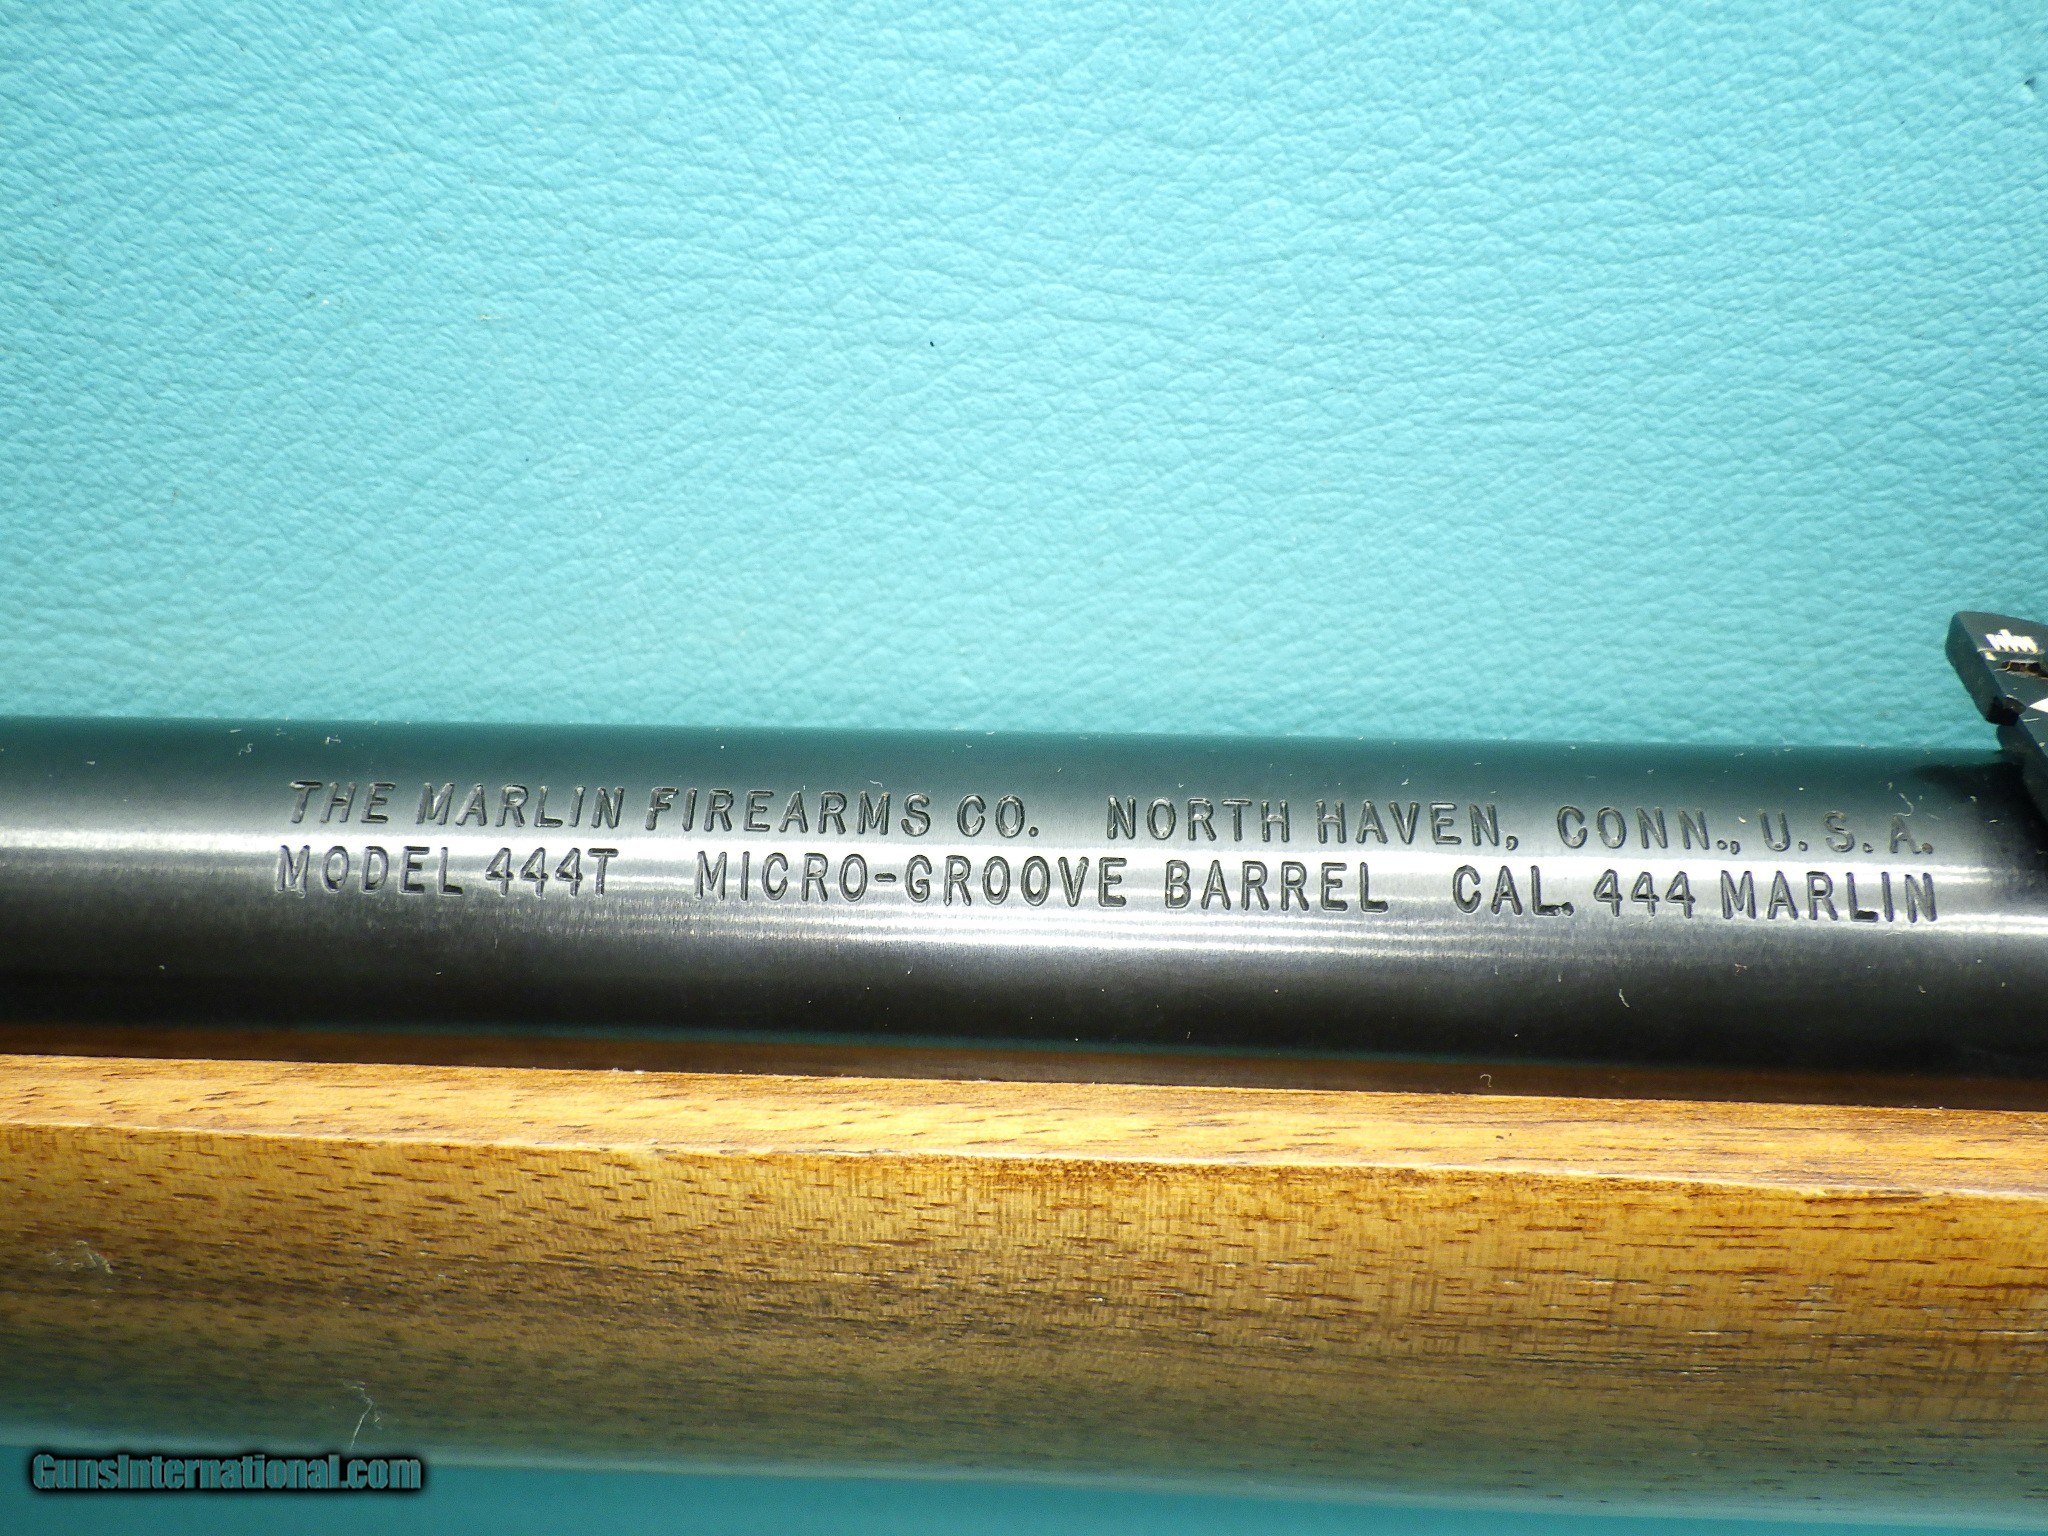 THE MARLIN FIREARMS CO. NORTH HAVEN, CONN., U.S.A.
MODEL 444T MICRO-GROOVE BARREL CAL. 444 MARLIN
GunsInternational.com